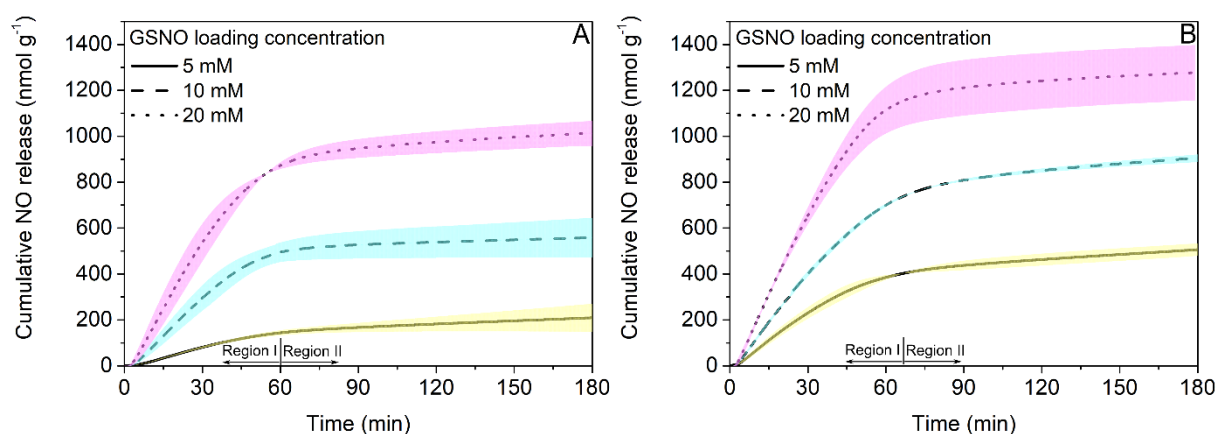 A
GSNO loading concentration
5 mM
10 mM
20 mM
Cumulative NO release (nmol g⁻¹)
1400
1200
1000
800
600
400
200
0
Region I
Region II
0 30 60 90 120 150 180
Time (min)
B
GSNO loading concentration
5 mM
10 mM
20 mM
Cumulative NO release (nmol g⁻¹)
1400
1200
1000
800
600
400
200
0
Region I
Region II
0 30 60 90 120 150 180
Time (min)